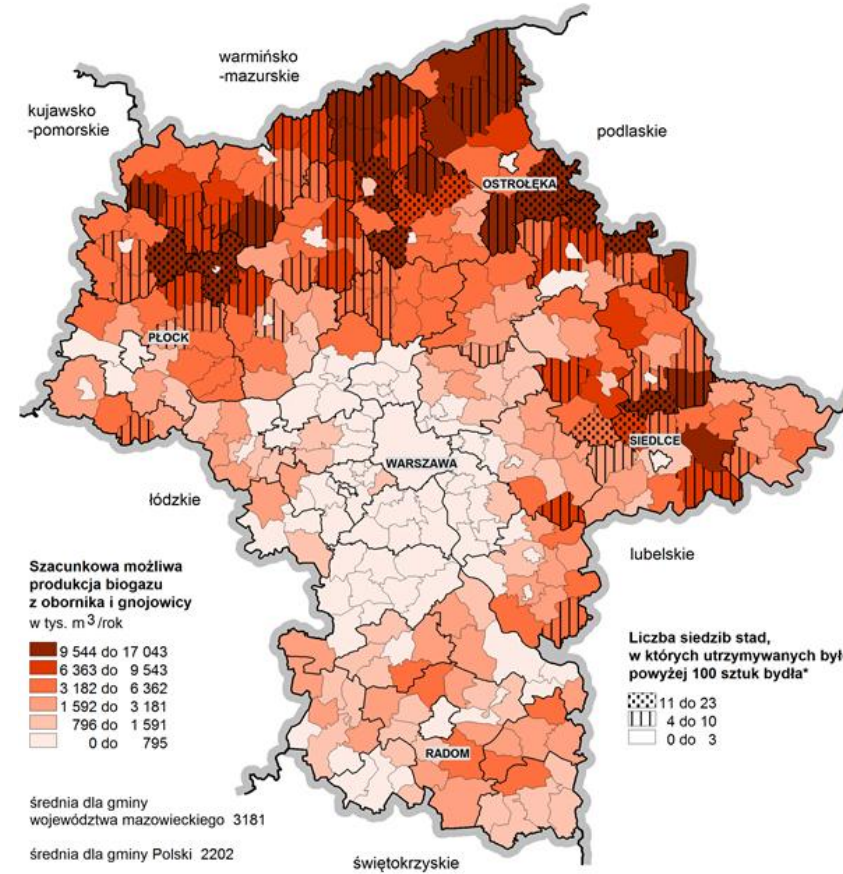 warmińsko
-mazurskie
kujawsko
-pomorskie
podlaskie
OSTROŁĘKA
PŁOCK
SIEDLCE
WARSZAWA
łódzkie
lubelskie
Szacunkowa możliwa
produkcja biogazu
z obornika i gnojowicy
w tys. m³/rok
9 544 do 17 043
6 363 do 9 543
3 182 do 6 362
1 592 do 3 181
796 do 1 591
0 do 795
Liczba siedzib stad,
w których utrzymywanych było
powyżej 100 sztuk bydła*
11 do 23
4 do 10
0 do 3
RADOM
średnia dla gminy
województwa mazowieckiego 3181
średnia dla gminy Polski 2202
świętokrzyskie